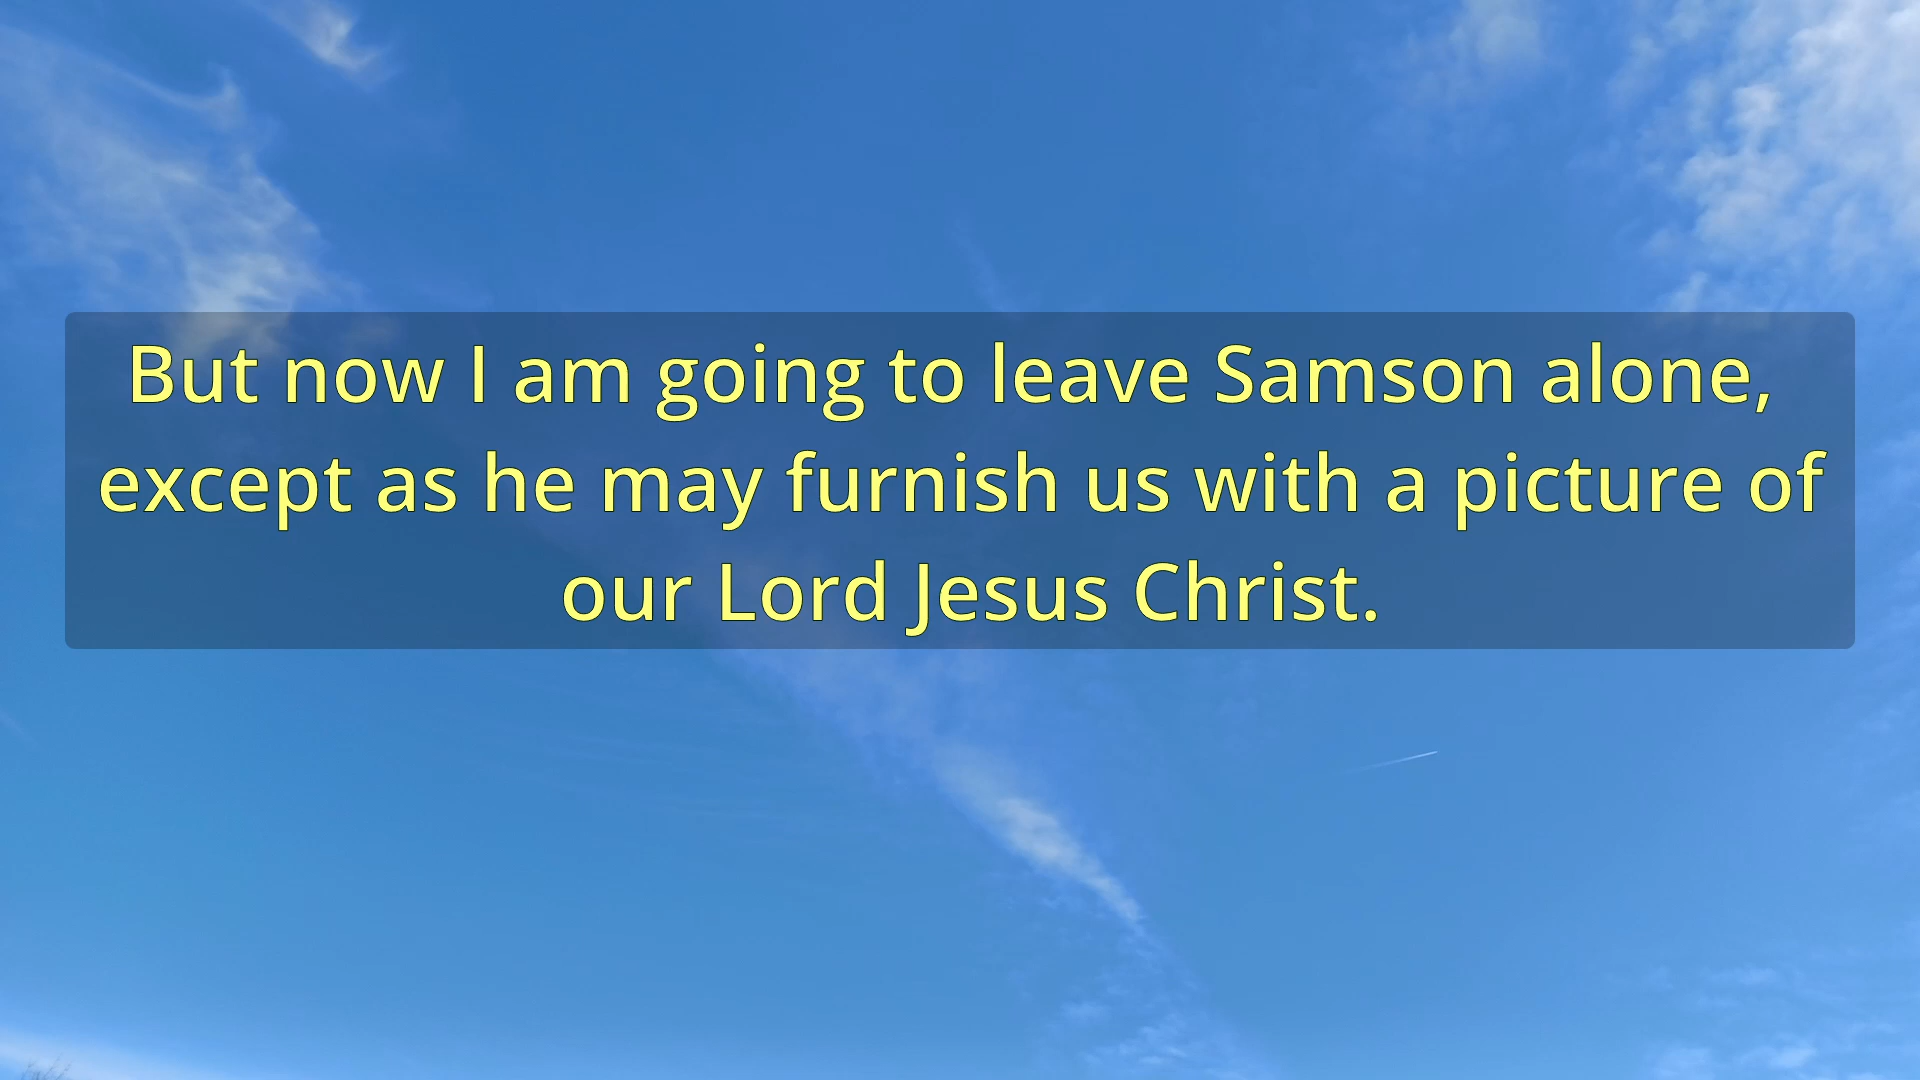 But now I am going to leave Samson alone,
except as he may furnish us with a picture of
our Lord Jesus Christ.